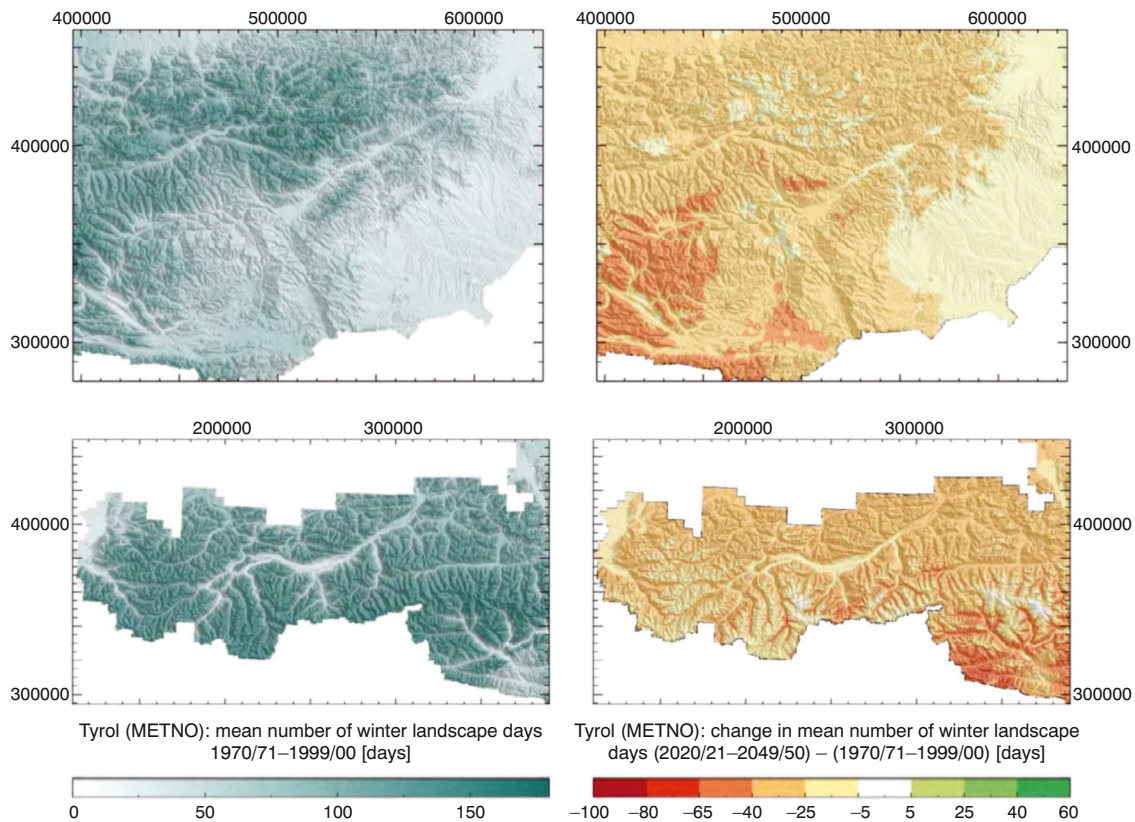 400000 500000 600000 400000 500000 600000
400000 400000
300000 300000
200000 300000 200000 300000
400000 400000
300000 300000
Tyrol (METNO): mean number of winter landscape days
1970/71–1999/00 [days]
Tyrol (METNO): change in mean number of winter landscape
days (2020/21–2049/50) – (1970/71–1999/00) [days]
0 50 100 150
−100 −80 −65 −40 −25 −5 5 25 40 60